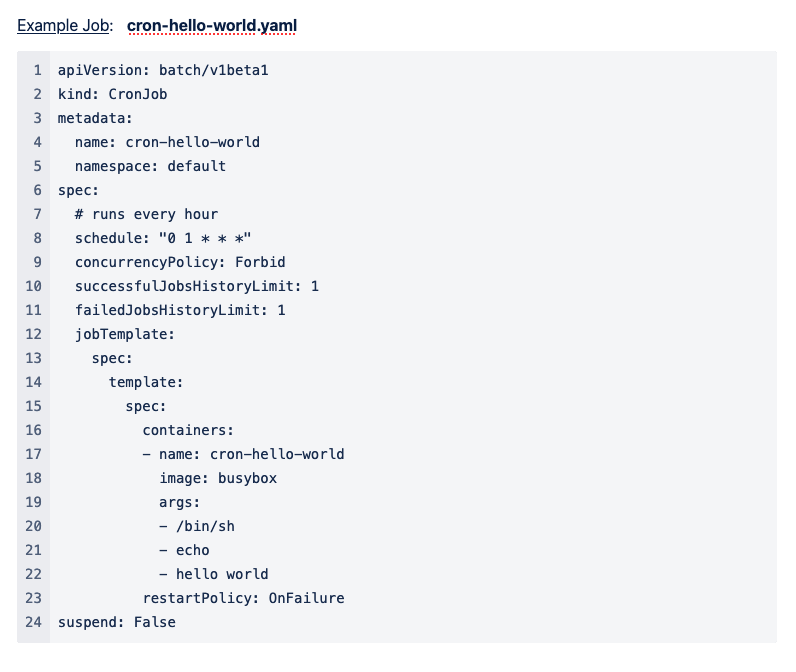 Example Job: cron-hello-world.yaml
1 apiVersion: batch/v1beta1
2 kind: CronJob
3 metadata:
4   name: cron-hello-world
5   namespace: default
6 spec:
7   # runs every hour
8   schedule: "0 1 * * *"
9   concurrencyPolicy: Forbid
10   successfulJobsHistoryLimit: 1
11   failedJobsHistoryLimit: 1
12   jobTemplate:
13     spec:
14       template:
15         spec:
16           containers:
17           - name: cron-hello-world
18             image: busybox
19             args:
20             - /bin/sh
21             - echo
22             - hello world
23           restartPolicy: OnFailure
24 suspend: False